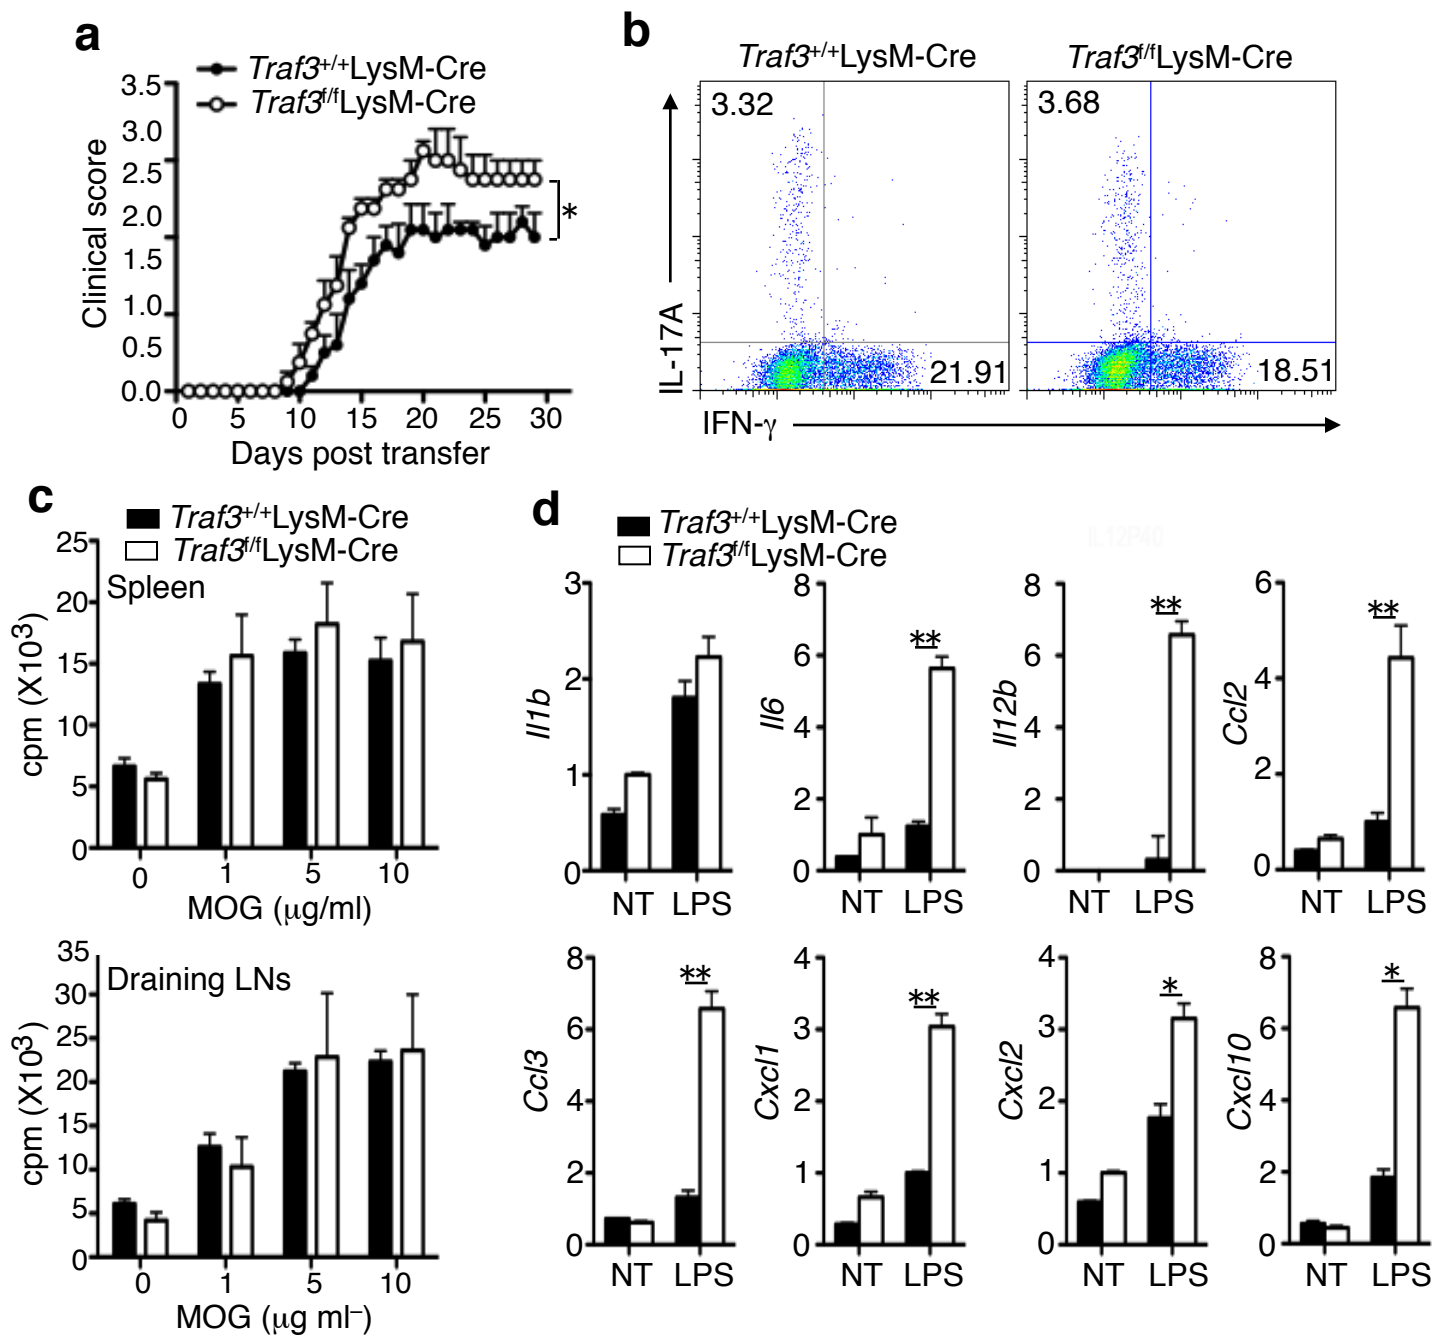 a
Traf3+/+LysM-Cre
Traf3f/fLysM-Cre
Clinical score
3.5
3.0
2.5
2.0
1.5
1.0
0.5
0.0
*
0 5 10 15 20 25 30
Days post transfer
b
Traf3+/+LysM-Cre
Traf3f/fLysM-Cre
3.32
3.68
21.91
18.51
IL-17A
IFN-γ
c
Traf3+/+LysM-Cre
Traf3f/fLysM-Cre
Spleen
cpm (X10³)
25
20
15
10
5
0
0 1 5 10
MOG (μg/ml)
Draining LNs
cpm (X10³)
35
30
25
20
15
10
5
0
0 1 5 10
MOG (μg ml–)
d
Traf3+/+LysM-Cre
Traf3f/fLysM-Cre
IL12P40
Il1b
3
2
1
0
NT LPS
Il6
8
6
4
2
0
**
NT LPS
Il12b
8
6
4
2
0
**
NT LPS
Ccl2
6
4
2
0
**
NT LPS
Ccl3
8
6
4
2
0
**
NT LPS
Cxcl1
4
3
2
1
0
**
NT LPS
Cxcl2
4
3
2
1
0
*
NT LPS
Cxcl10
8
6
4
2
0
*
NT LPS